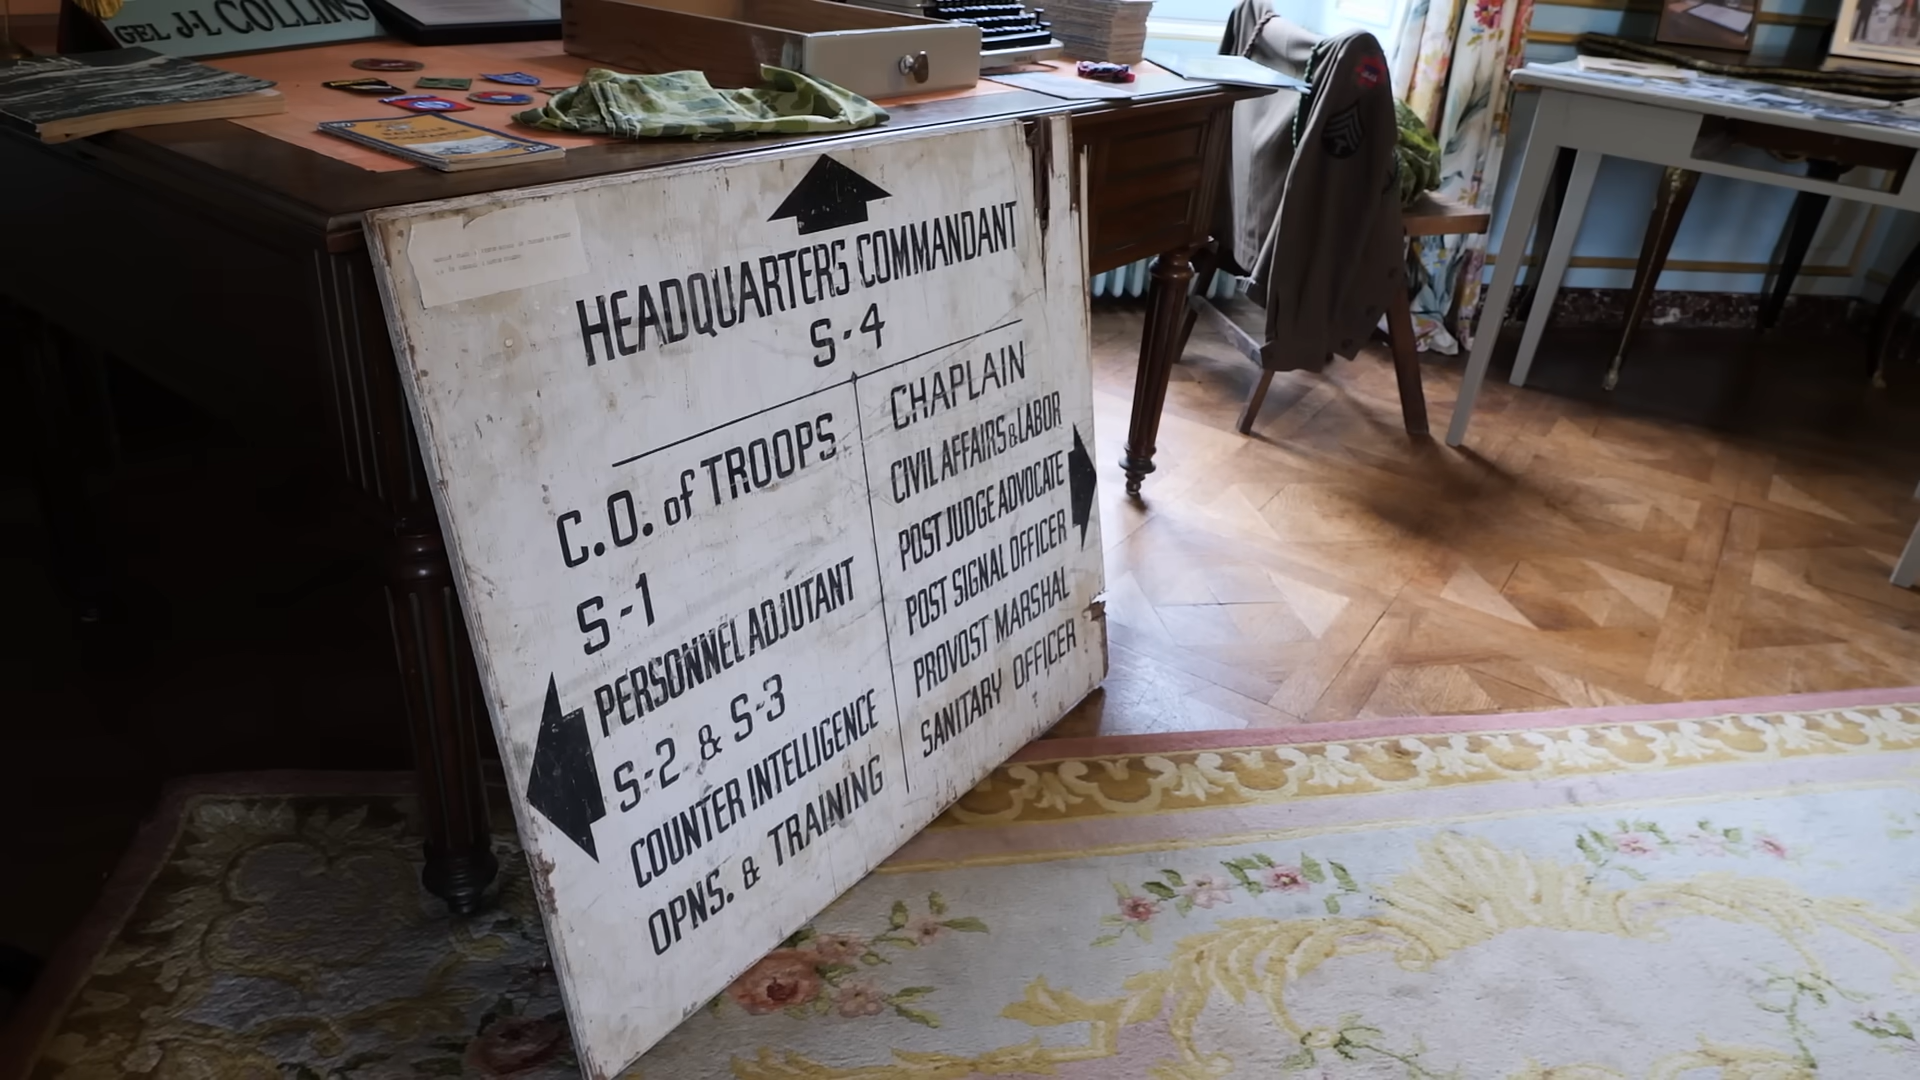 GEL J-L COLLINS
HEADQUARTERS COMMANDANT
S-4
C.O. of TROOPS
S-1
PERSONNEL ADJUTANT
S-2 & S-3
COUNTER INTELLIGENCE
OPNS. & TRAINING
CHAPLAIN
CIVIL AFFAIRS & LABOR
POST JUDGE ADVOCATE
POST SIGNAL OFFICER
PROVOST MARSHAL
SANITARY OFFICER